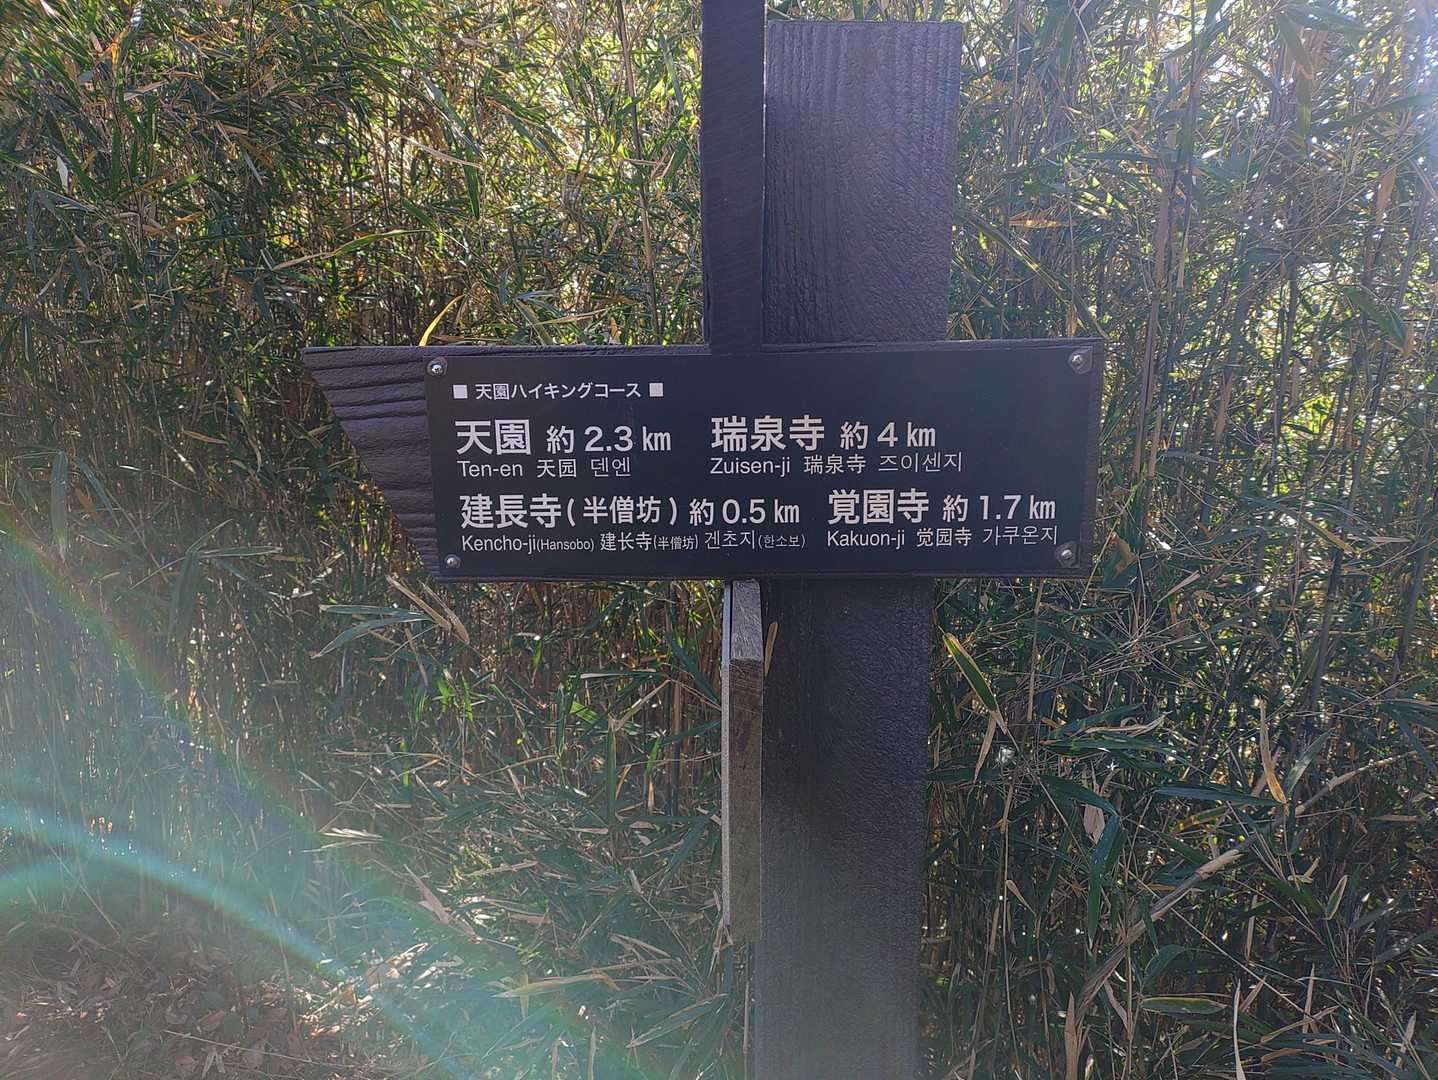 ■ 天園ハイキングコース ■
天園 約 2.3 km 瑞泉寺 約 4 km
Ten-en 天园 덴엔 Zuisen-ji 瑞泉寺 즈이센지
建長寺(半僧坊) 約 0.5 km 覚園寺 約 1.7 km
Kencho-ji(Hansobo) 建长寺(半僧坊) 겐초지(한소보) Kakuon-ji 觉园寺 가쿠온지